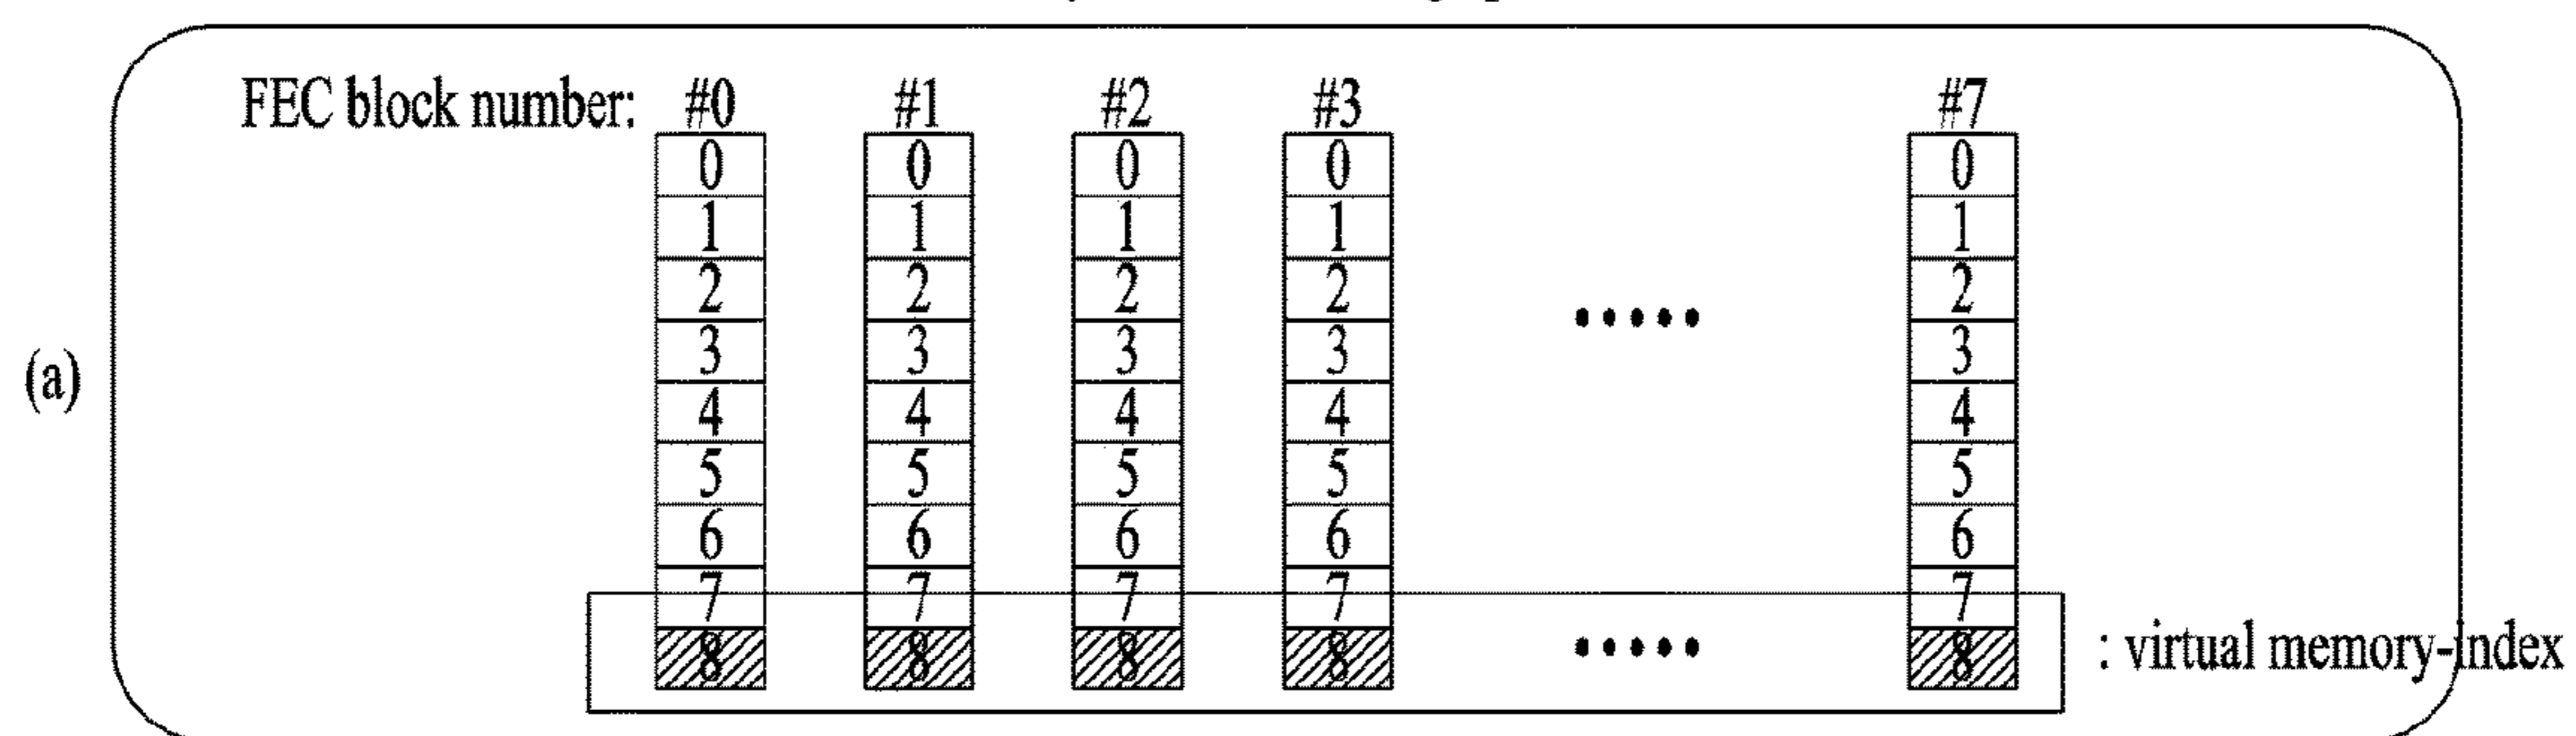 FEC block number: #0 #1 #2 #3 #7
0 0 0 0 0
1 1 1 1 1
2 2 2 2 2
3 3 3 3 3
(a)
4 4 4 4 4
5 5 5 5 5
6 6 6 6 6
7 7 7 7 7
8 8 8 8 8 : virtual memory-index